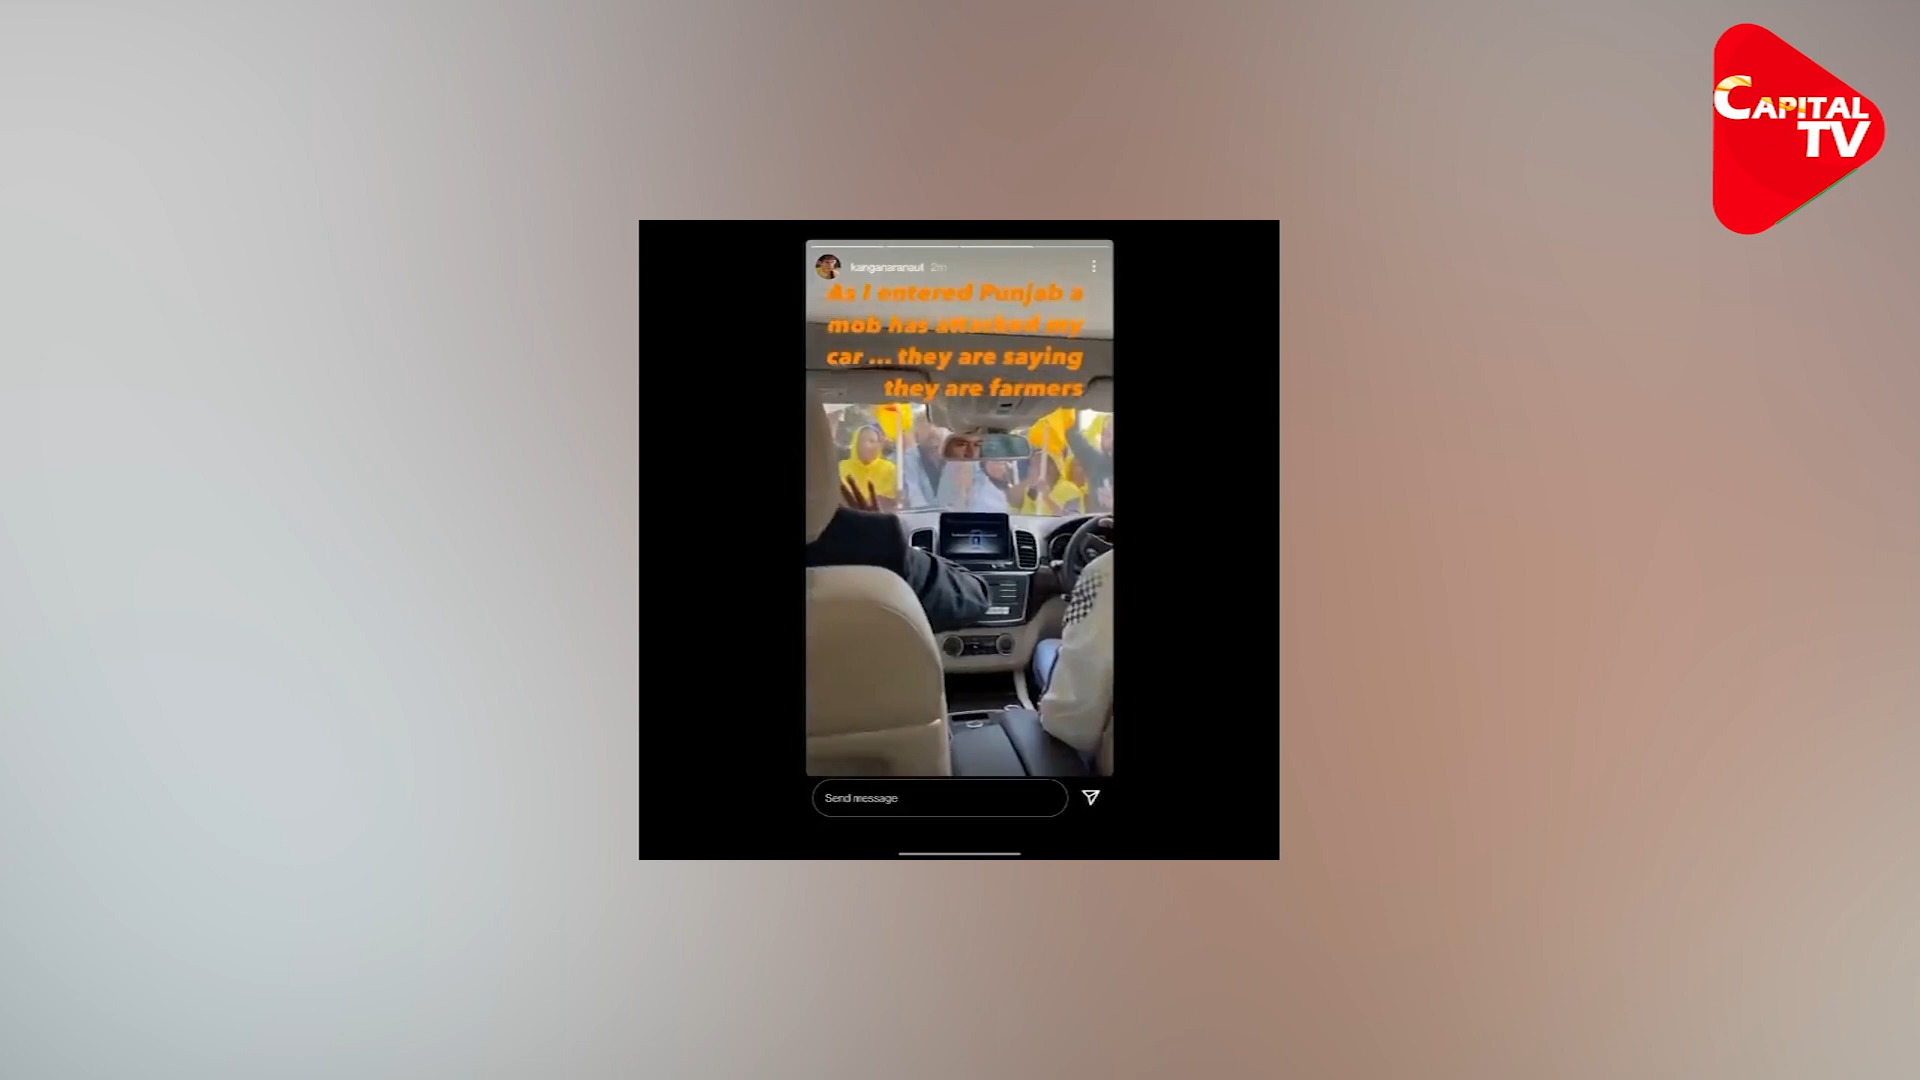 CAPITAL
TV
kanganaranaut 2m
As I entered Punjab a
mob has attacked my
car ... they are saying
they are farmers
Send message